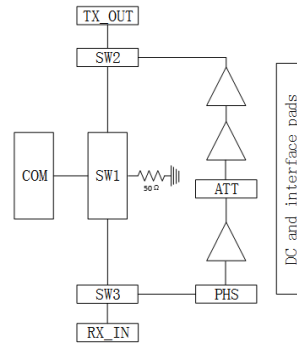 TX_OUT
SW2
COM
SW1
50Ω
ATT
SW3
PHS
RX_IN
DC and interface pads